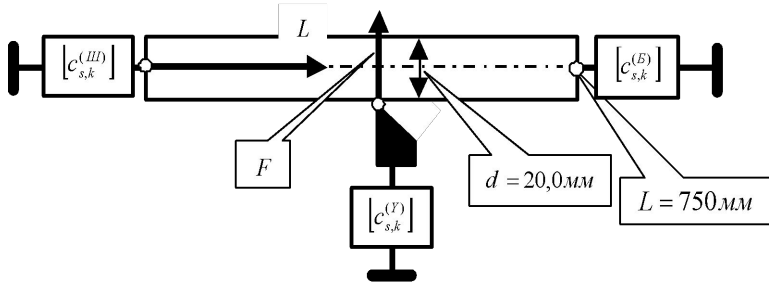 L
⌊c_{s,k}^{(Ш)}⌋
⌊c_{s,k}^{(Б)}⌋
F
d = 20,0мм
L = 750мм
⌊c_{s,k}^{(Y)}⌋